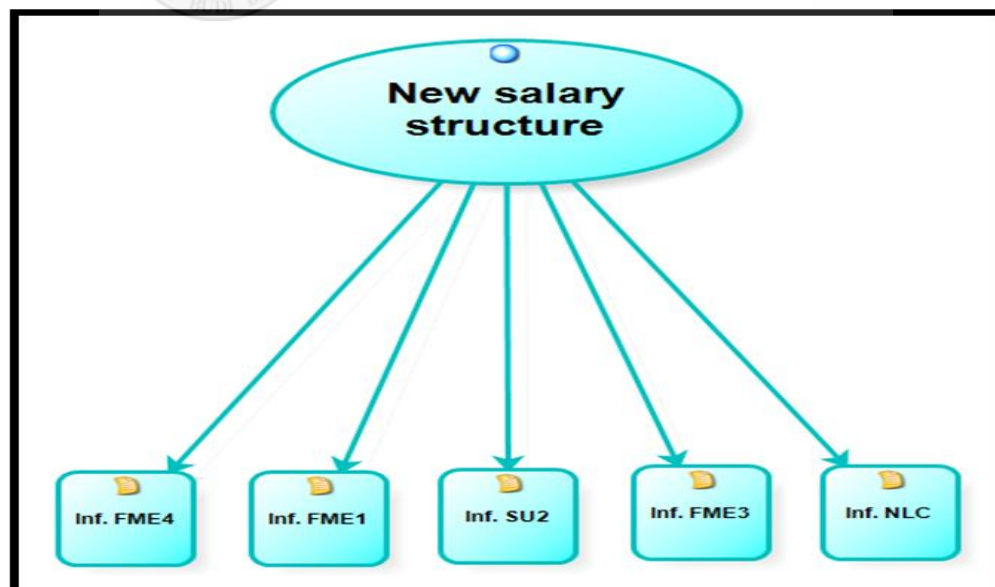 New salary
structure
Inf. FME4
Inf. FME1
Inf. SU2
Inf. FME3
Inf. NLC